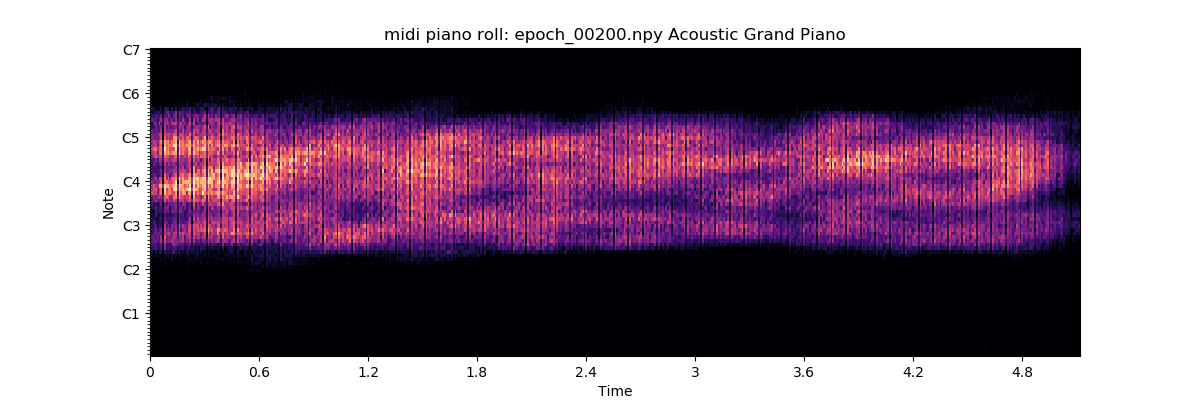 midi piano roll: epoch_00200.npy Acoustic Grand Piano
C7
C6
C5
C4
C3
C2
C1
Note
0 0.6 1.2 1.8 2.4 3 3.6 4.2 4.8
Time